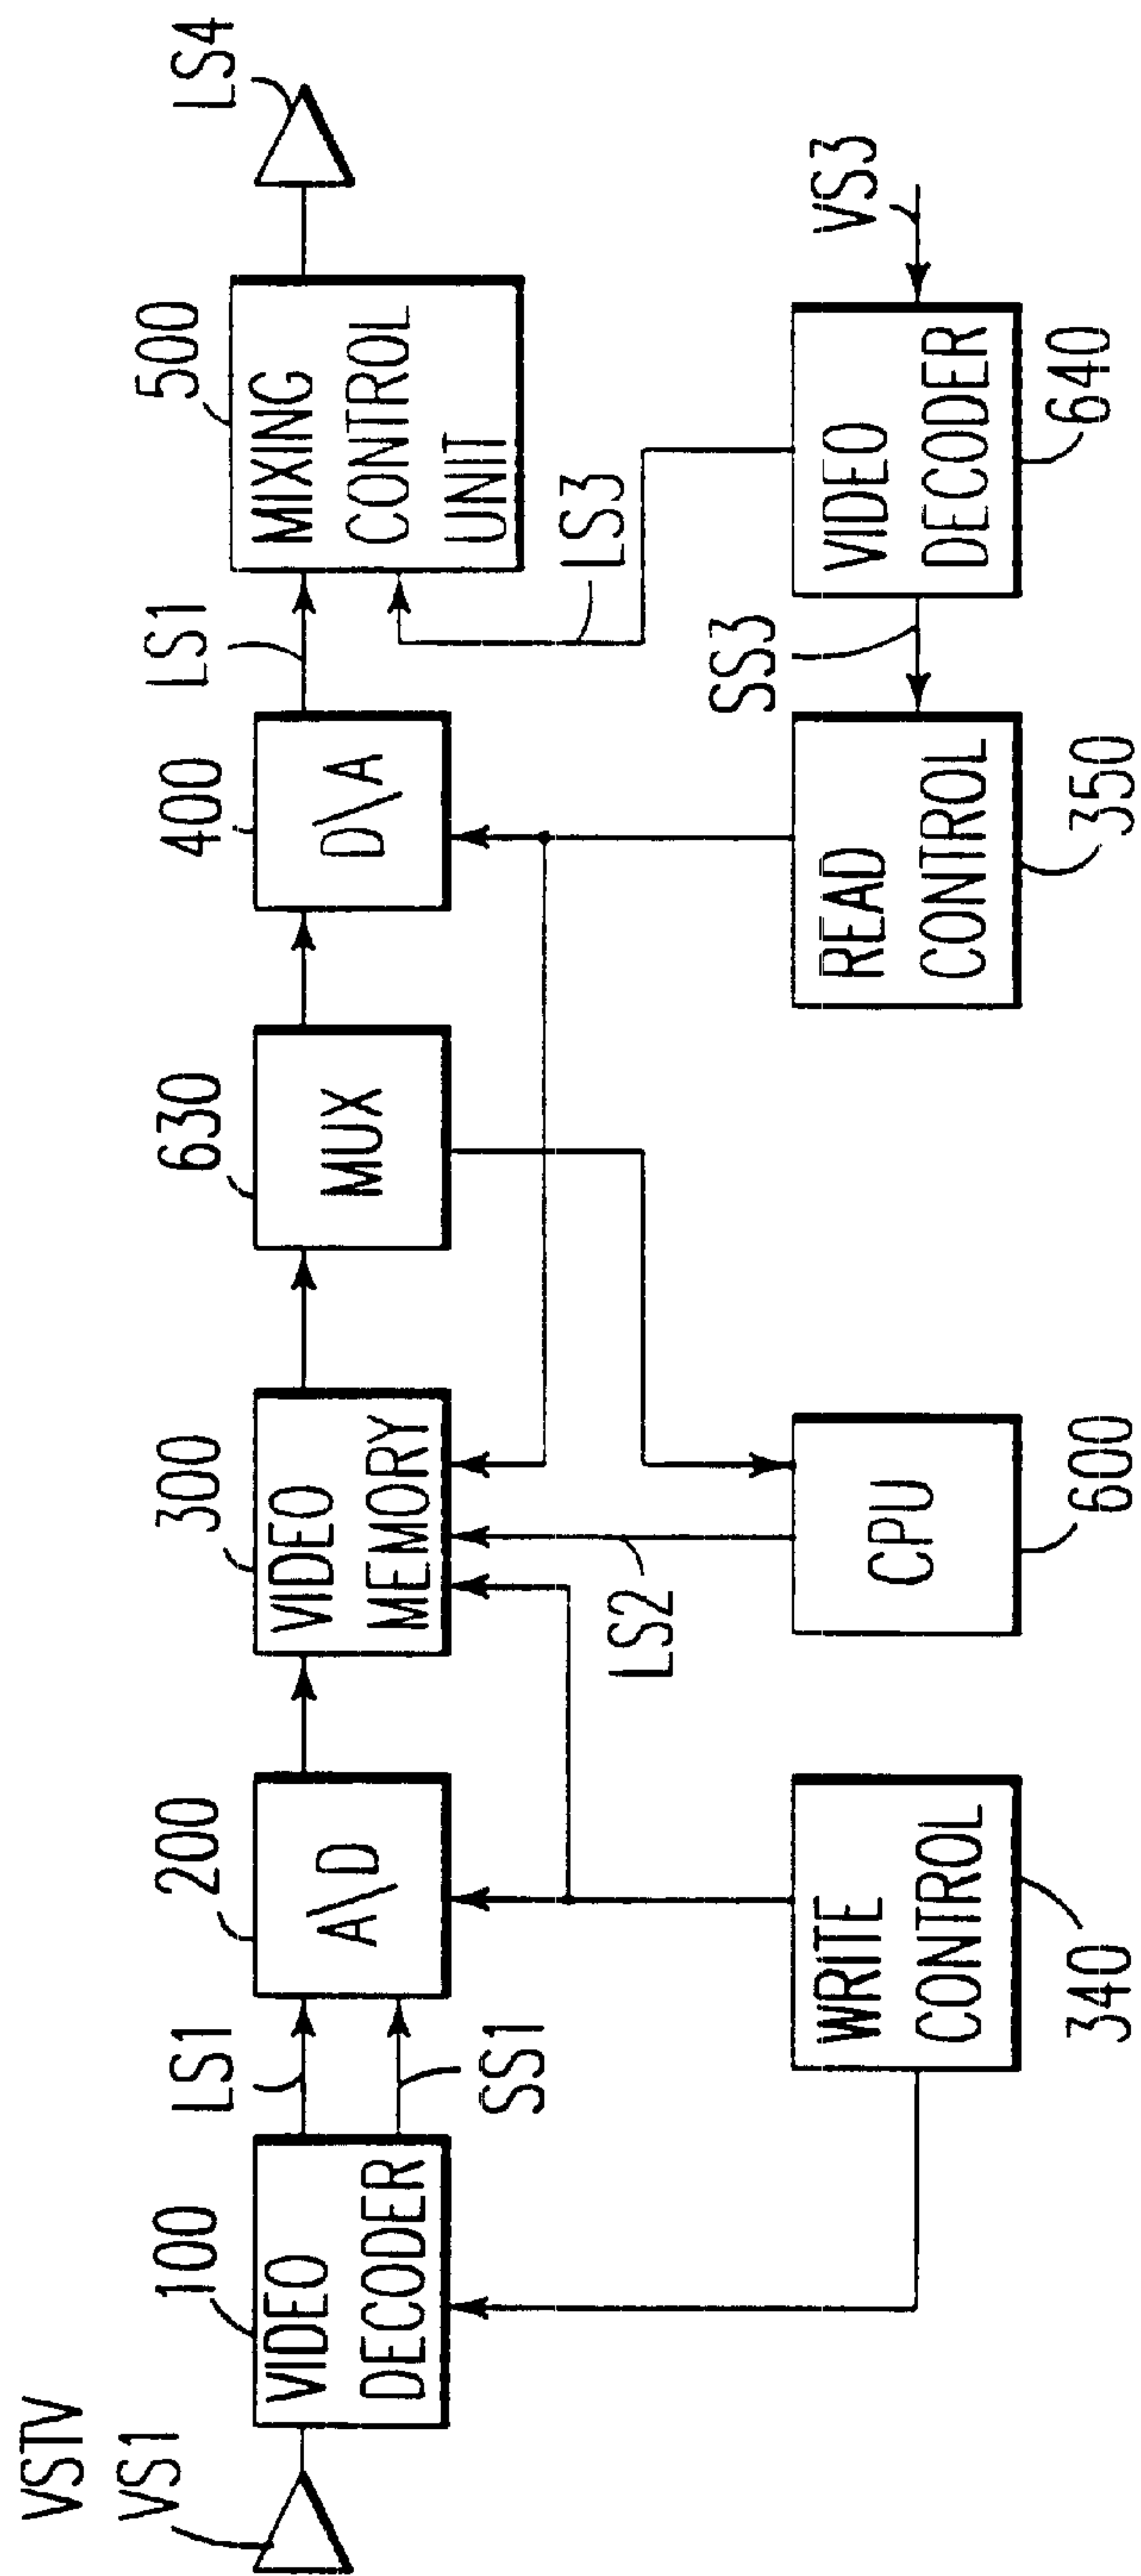 VSTV
VS1
100
VIDEO
DECODER
LS1
SS1
200
A\D
300
VIDEO
MEMORY
630
MUX
400
D\A
LS1
500
MIXING
CONTROL
UNIT
LS4
LS2
LS3
WRITE
CONTROL
340
CPU
600
READ
CONTROL
350
SS3
VIDEO
DECODER
640
VS3